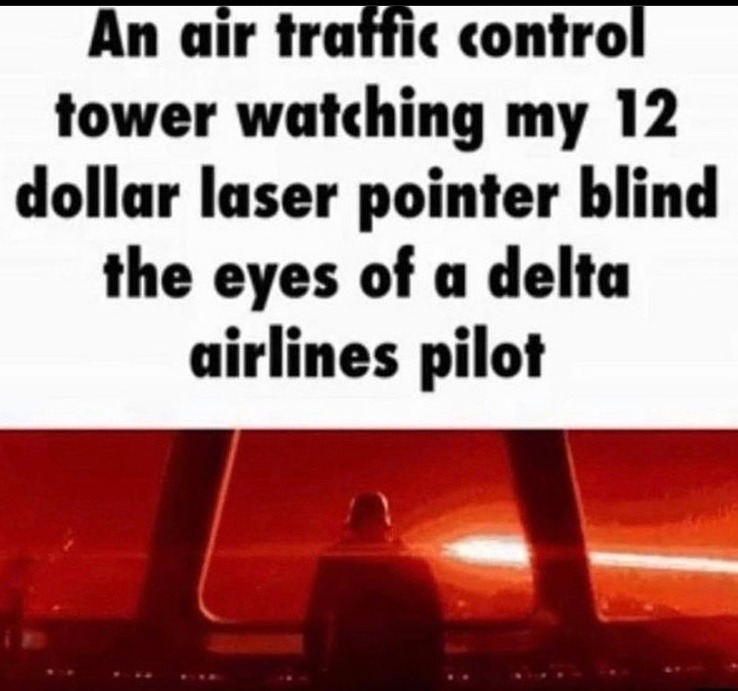 An air traffic control
tower watching my 12
dollar laser pointer blind
the eyes of a delta
airlines pilot